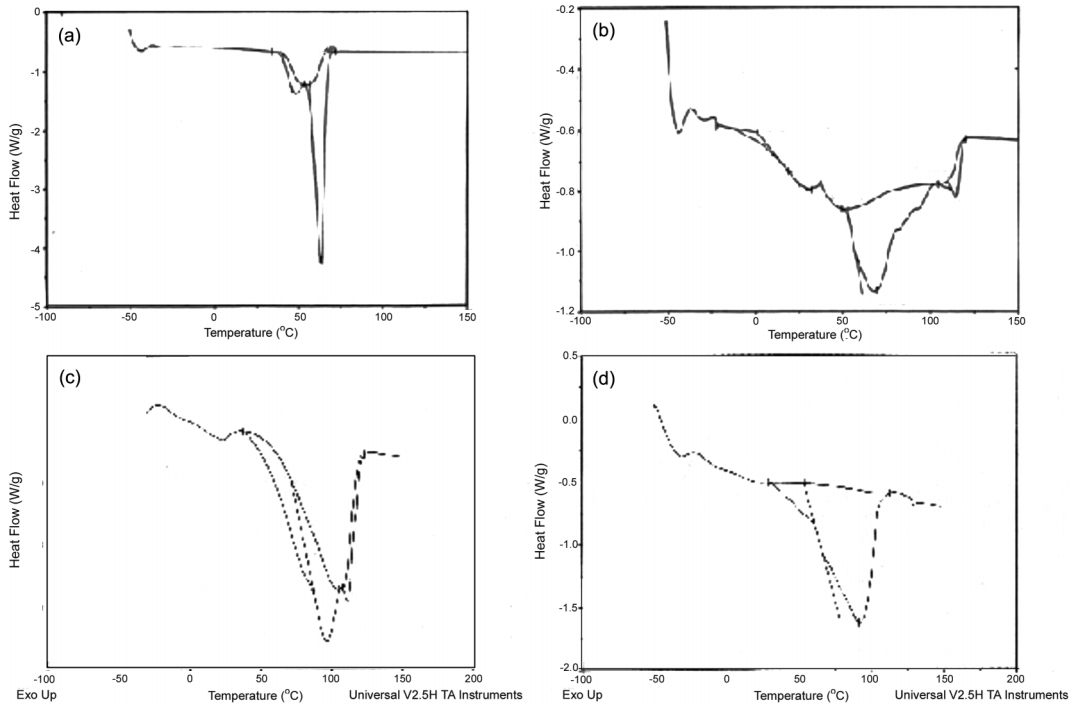 (a)
0
-1
-2
-3
-4
-5
Heat Flow (W/g)
-100
-50
0
50
100
150
Temperature (°C)
(b)
-0.2
-0.4
-0.6
-0.8
-1.0
-1.2
Heat Flow (W/g)
-100
-50
0
50
100
150
Temperature (°C)
(c)
Heat Flow (W/g)
-100
-50
0
50
100
150
200
Exo Up
Temperature (°C)
Universal V2.5H TA Instruments
(d)
0.5
0.0
-0.5
-1.0
-1.5
-2.0
Heat Flow (W/g)
-100
-50
0
50
100
150
200
Exo Up
Temperature (°C)
Universal V2.5H TA Instruments